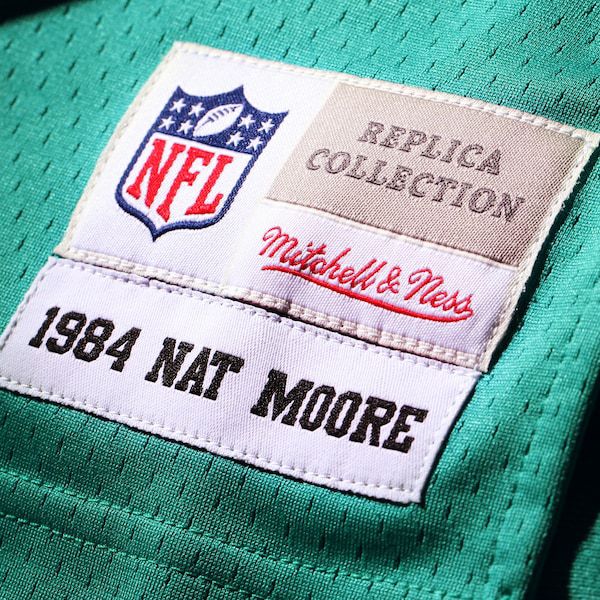 NFL
REPLICA
COLLECTION
Mitchell & Ness
1984 NAT MOORE